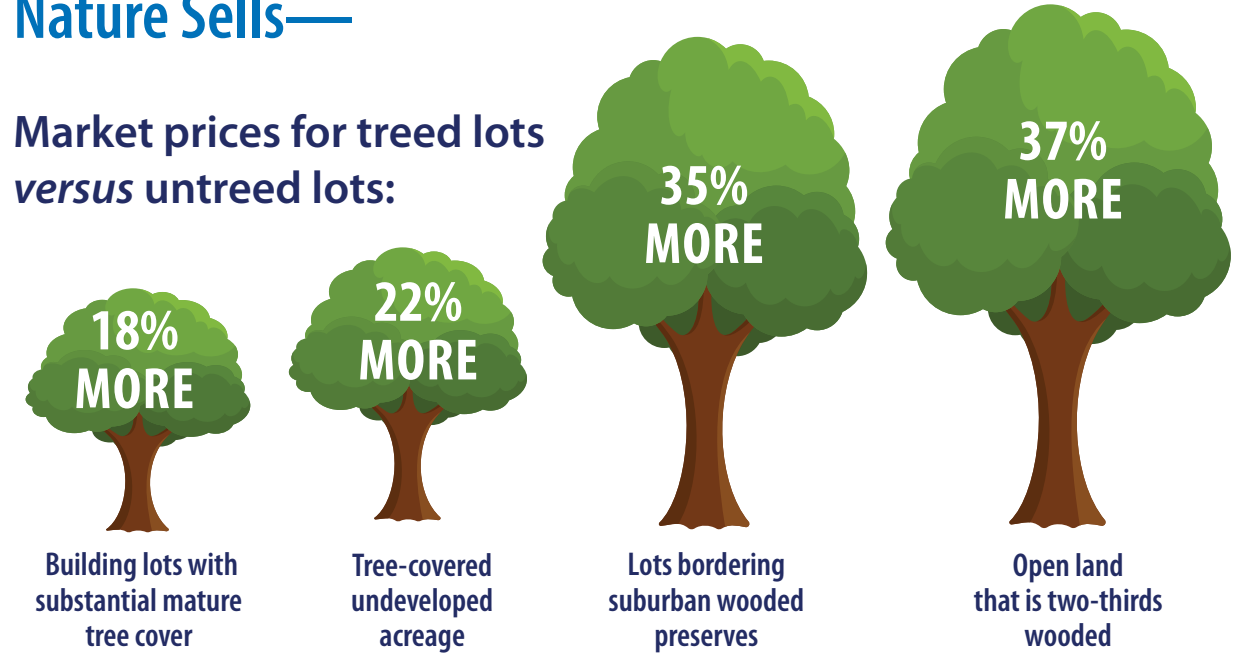 Nature Sells—
Market prices for treed lots
versus untreed lots:
18%
MORE
22%
MORE
35%
MORE
37%
MORE
Building lots with
substantial mature
tree cover
Tree-covered
undeveloped
acreage
Lots bordering
suburban wooded
preserves
Open land
that is two-thirds
wooded